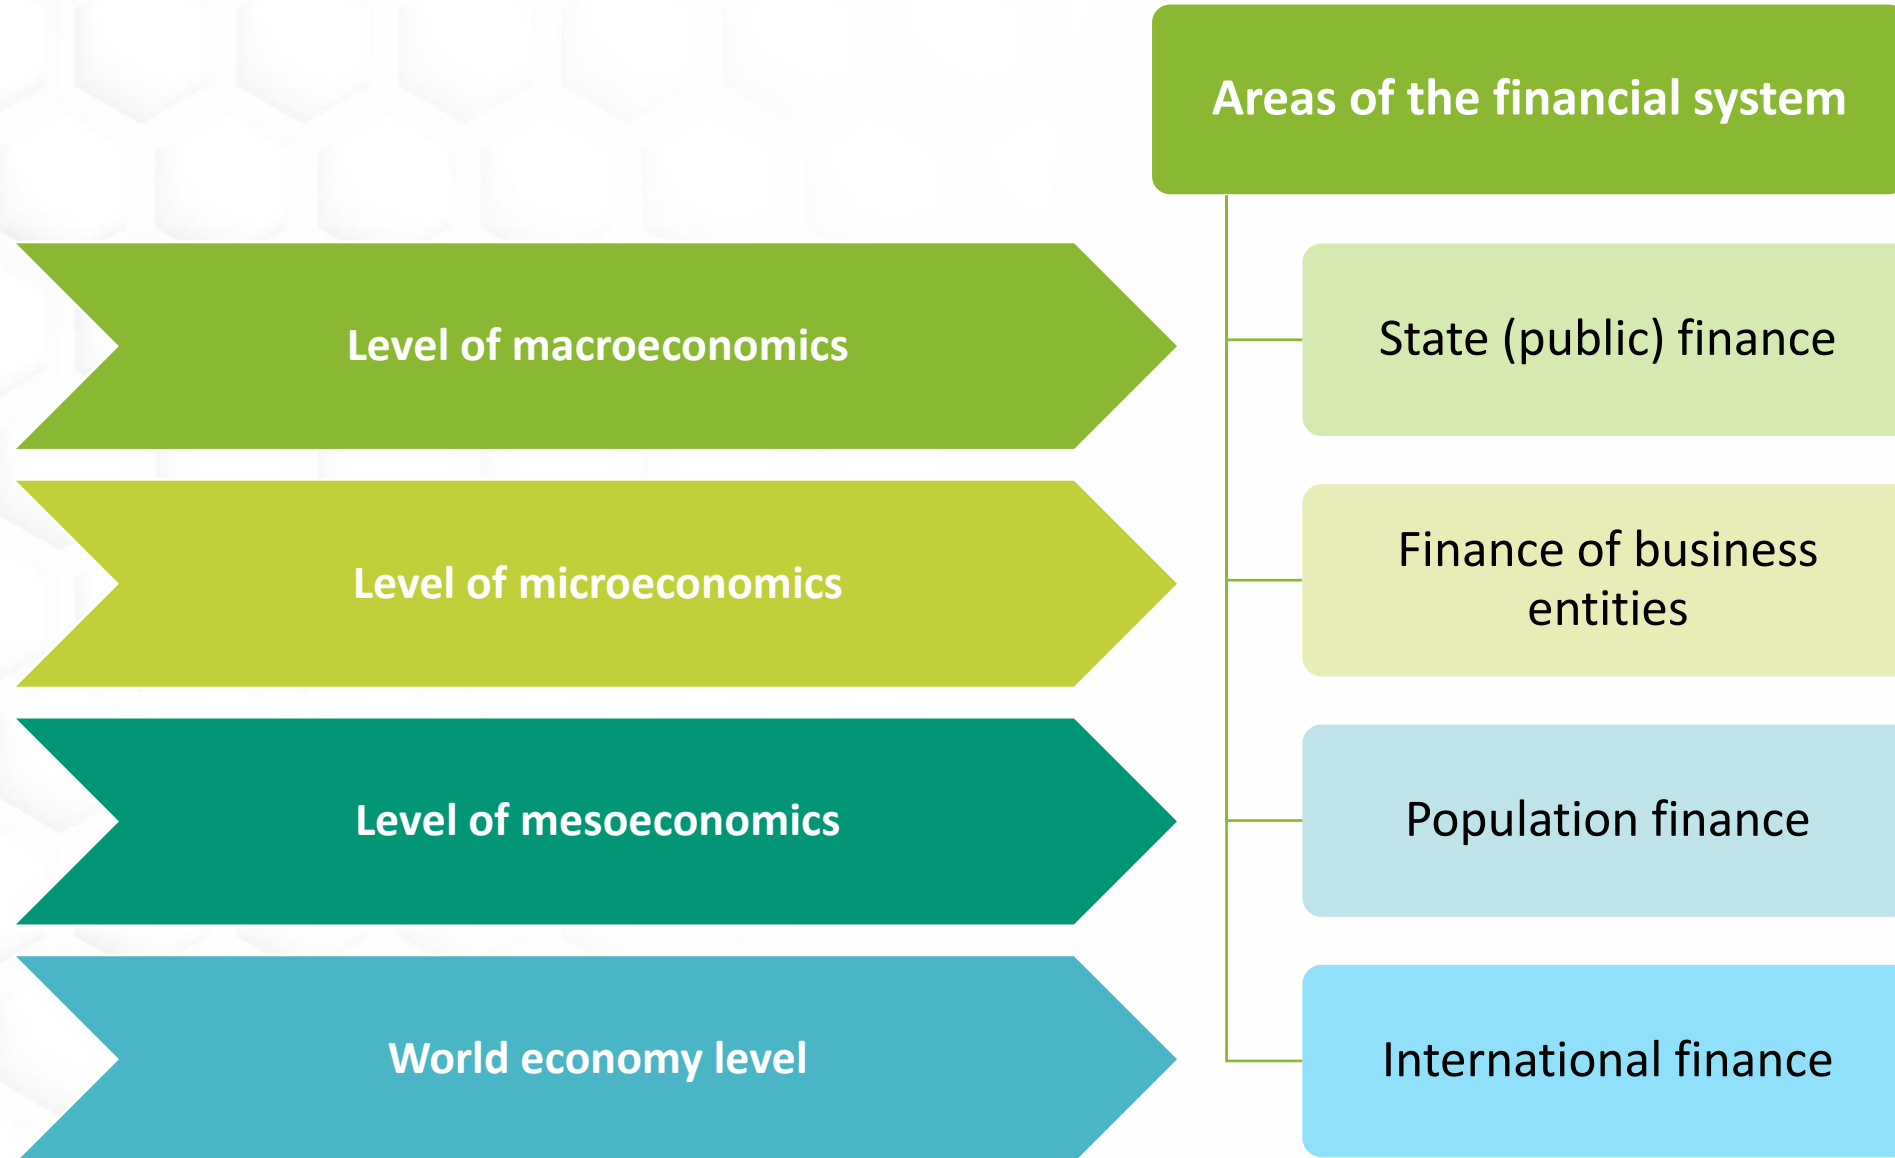 Areas of the financial system
Level of macroeconomics
State (public) finance
Level of microeconomics
Finance of business
entities
Level of mesoeconomics
Population finance
World economy level
International finance